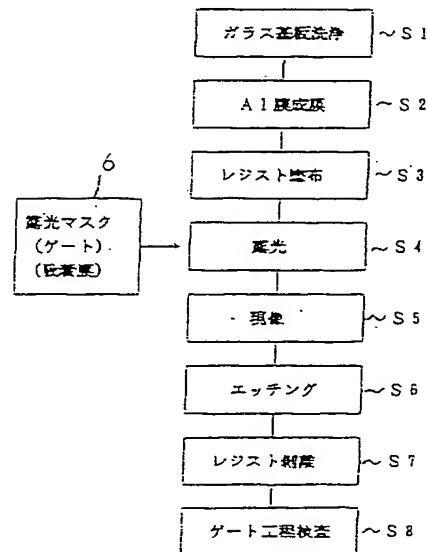 ガラス基板洗浄 ～S1
Al膜成膜 ～S2
レジスト塗布 ～S3
6
露光マスク
(ゲート)
露光 ～S4
現像 ～S5
エッチング ～S6
レジスト剥離 ～S7
ゲート工程検査 ～S8